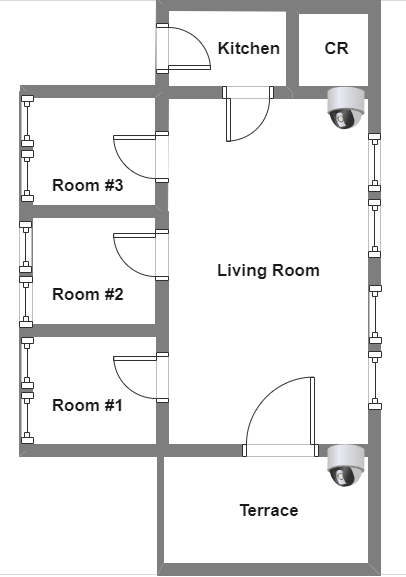 Kitchen
CR
Room #3
Living Room
Room #2
Room #1
Terrace